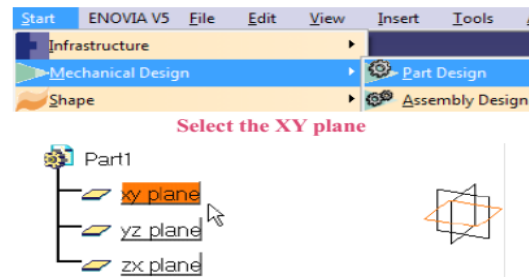 Start ENOVIA V5 File Edit View Insert Tools
Infrastructure
Mechanical Design Part Design
Shape Assembly Design
Select the XY plane
Part1
xy plane
yz plane
zx plane